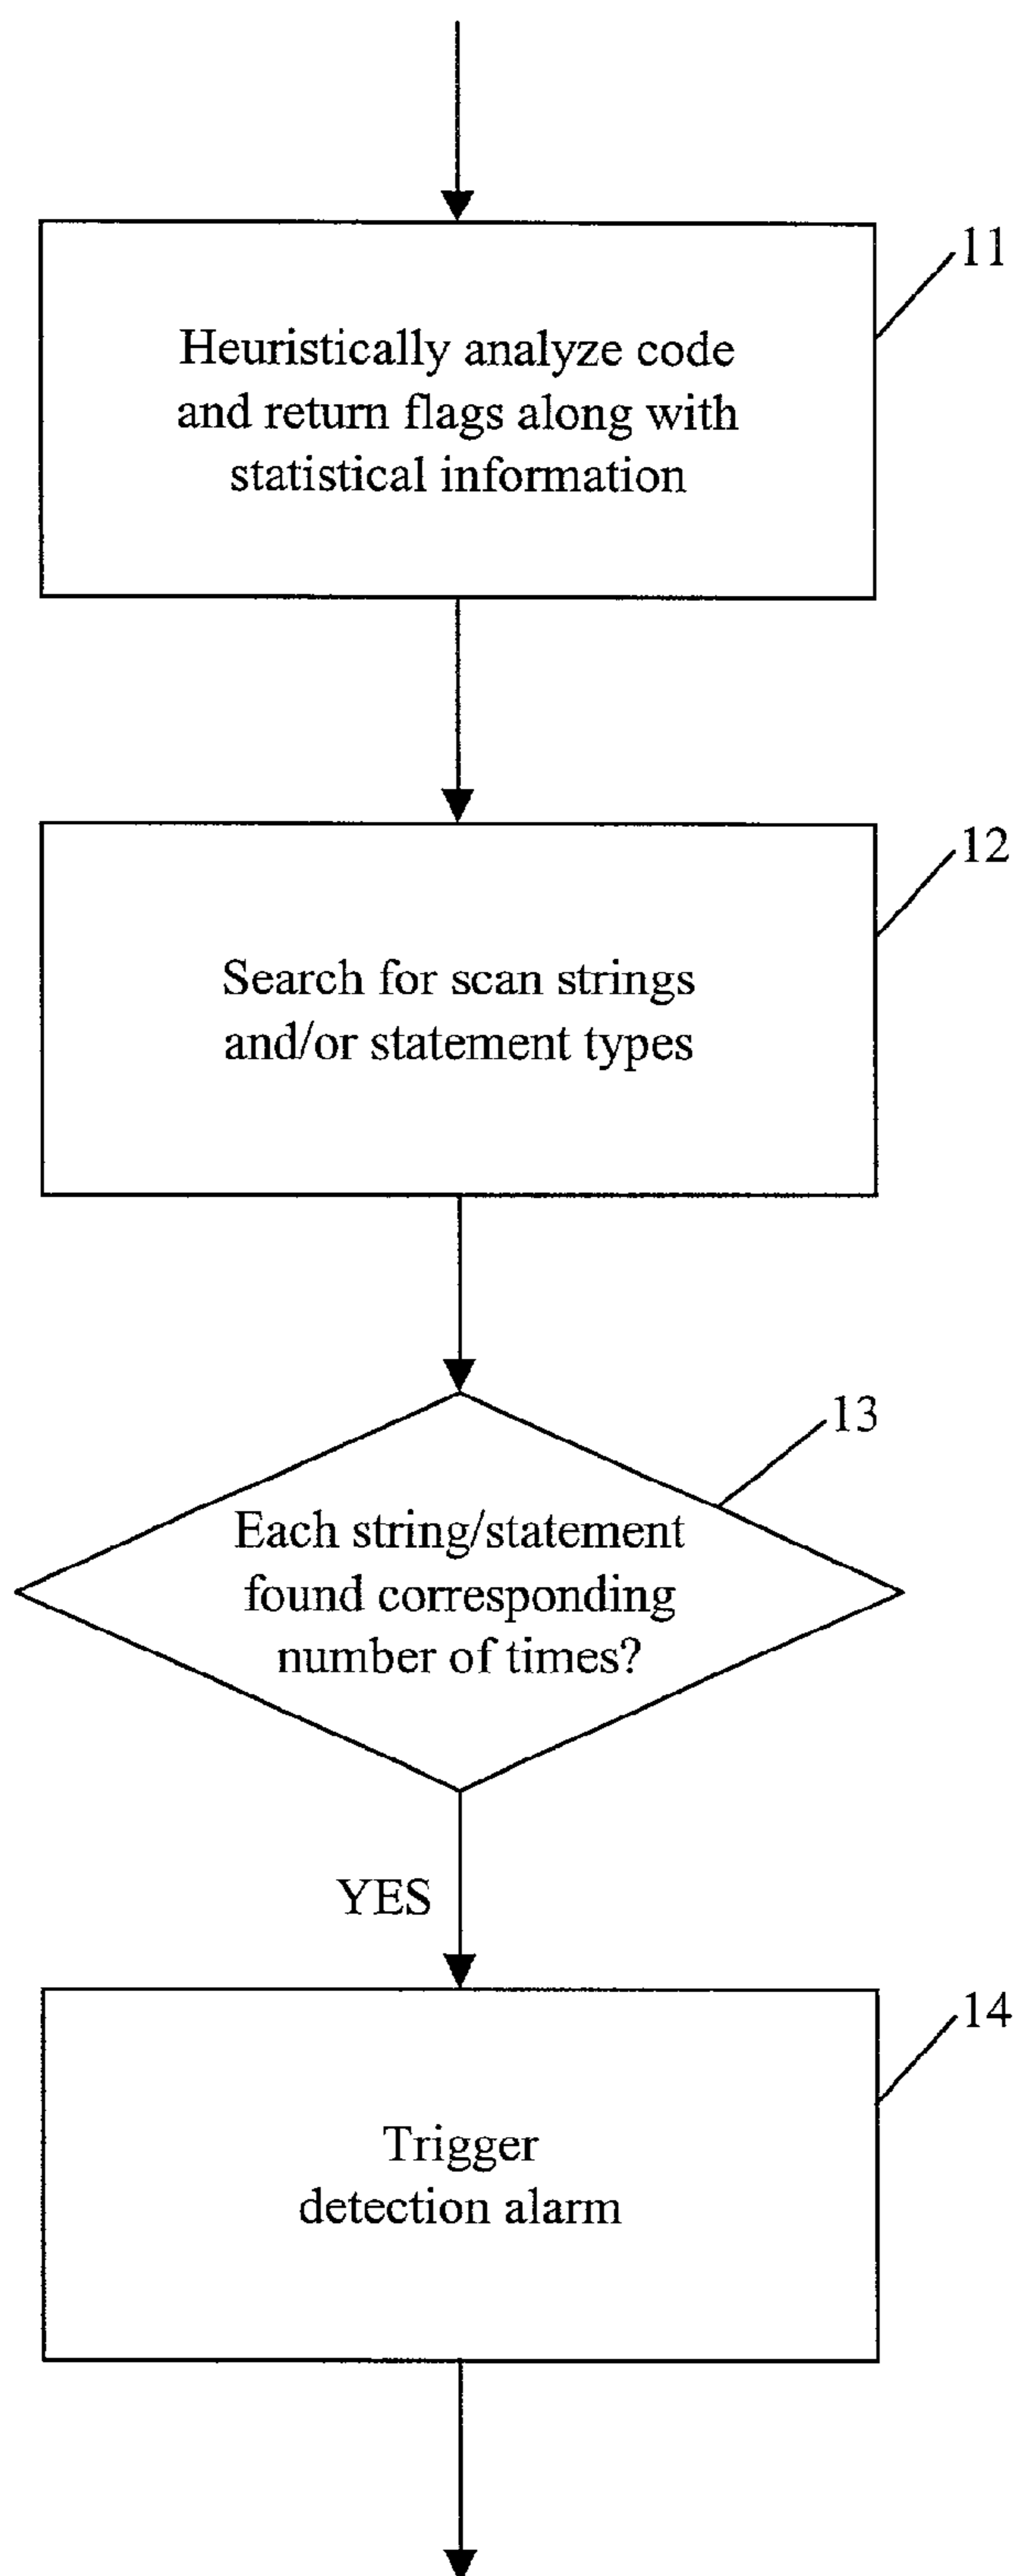 11
Heuristically analyze code
and return flags along with
statistical information
12
Search for scan strings
and/or statement types
13
Each string/statement
found corresponding
number of times?
YES
14
Trigger
detection alarm